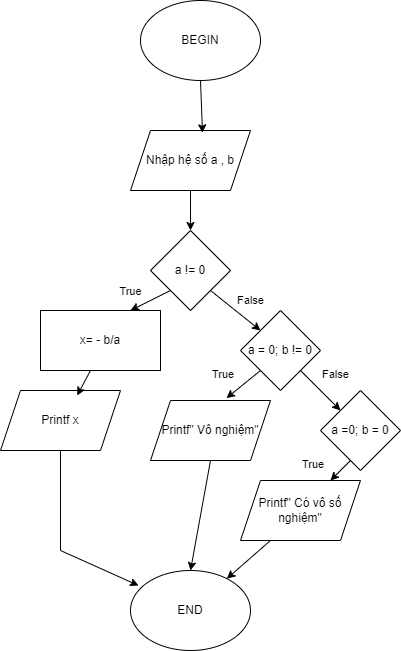 BEGIN
Nhập hệ số a , b
a != 0
True
False
x= - b/a
a = 0; b != 0
True
False
Printf x
Printf" Vô nghiệm"
a =0; b = 0
True
Printf" Có vô số
nghiệm"
END